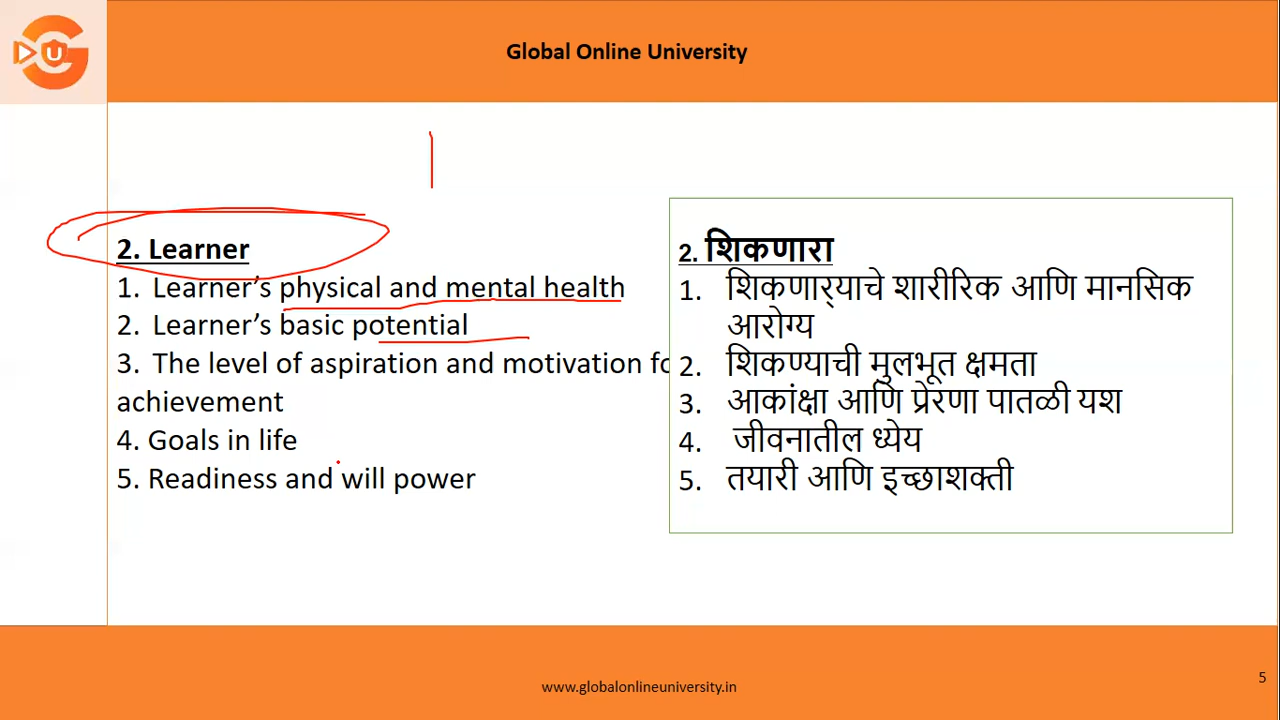 U
Global Online University
2. Learner
1. Learner’s physical and mental health
2. Learner’s basic potential
3. The level of aspiration and motivation fo
achievement
4. Goals in life
5. Readiness and will power
2. शिकणारा
1. शिकणाऱ्याचे शारीरिक आणि मानसिक
आरोग्य
2. शिकण्याची मुलभूत क्षमता
3. आकांक्षा आणि प्रेरणा पातळी यश
4. जीवनातील ध्येय
5. तयारी आणि इच्छाशक्ती
www.globalonlineuniversity.in
5